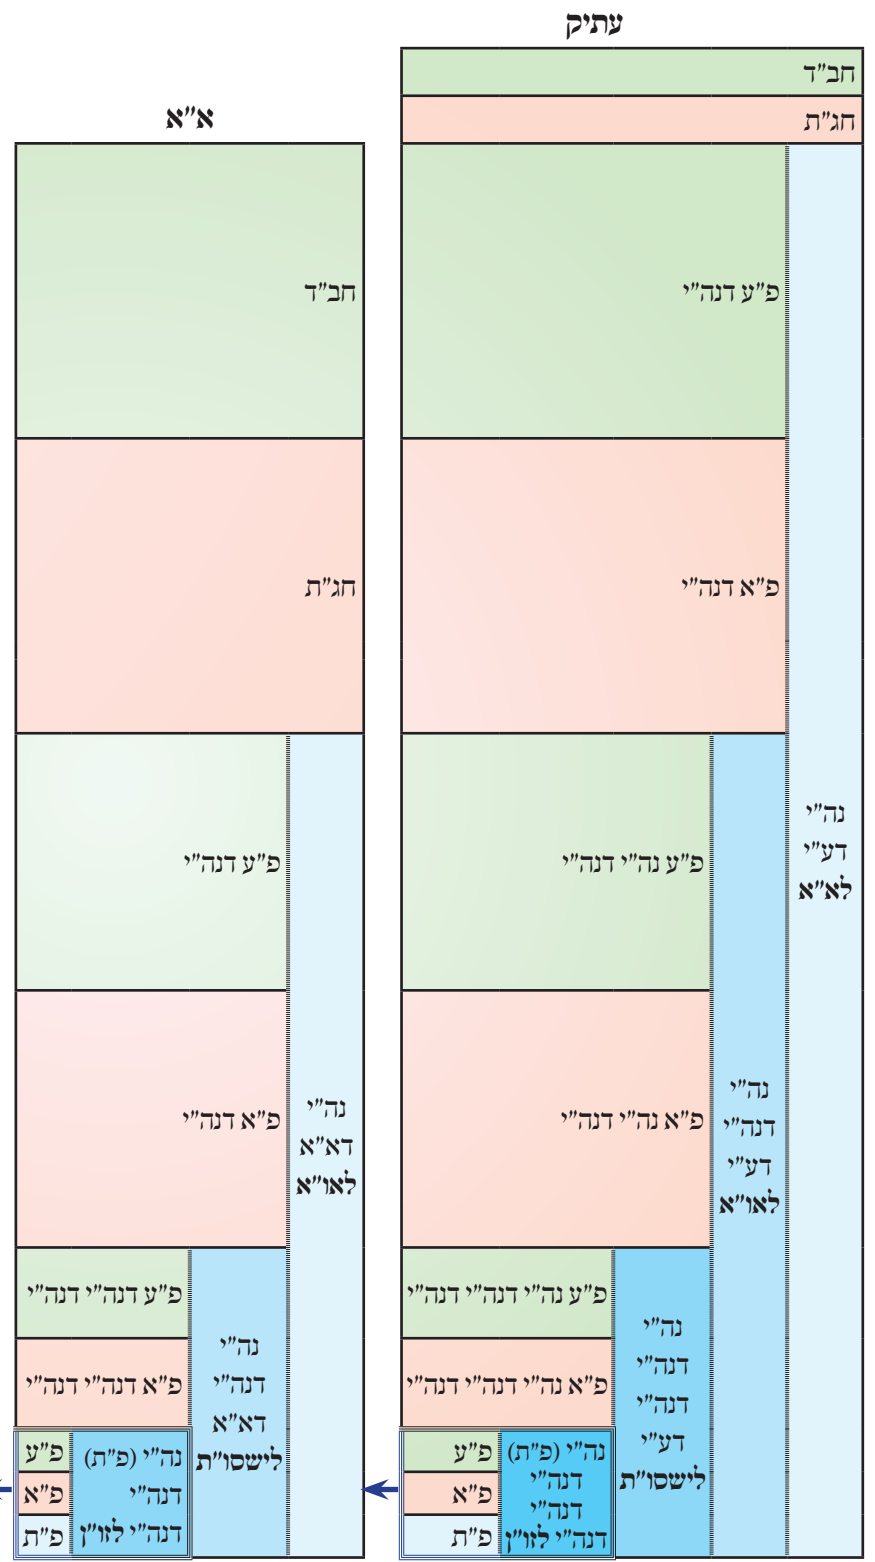 עתיק
חב"ד
חג"ת
פ"ע דנה"י
פ"א דנה"י
נה"י
דע"י
לא"א
פ"ע נה"י דנה"י
פ"א נה"י דנה"י
נה"י
דנה"י
דע"י
לאו"א
פ"ע נה"י דנה"י דנה"י
פ"א נה"י דנה"י דנה"י
נה"י
דנה"י
דנה"י
דע"י
לישסו"ת
נה"י (פ"ת)
דנה"י
דנה"י
דנה"י לזו"ן
פ"ע
פ"א
פ"ת
א"א
חב"ד
חג"ת
פ"ע דנה"י
פ"א דנה"י
נה"י
דא"א
לאו"א
פ"ע דנה"י דנה"י
פ"א דנה"י דנה"י
נה"י
דנה"י
דא"א
לישסו"ת
נה"י (פ"ת)
דנה"י
דנה"י לזו"ן
פ"ע
פ"א
פ"ת